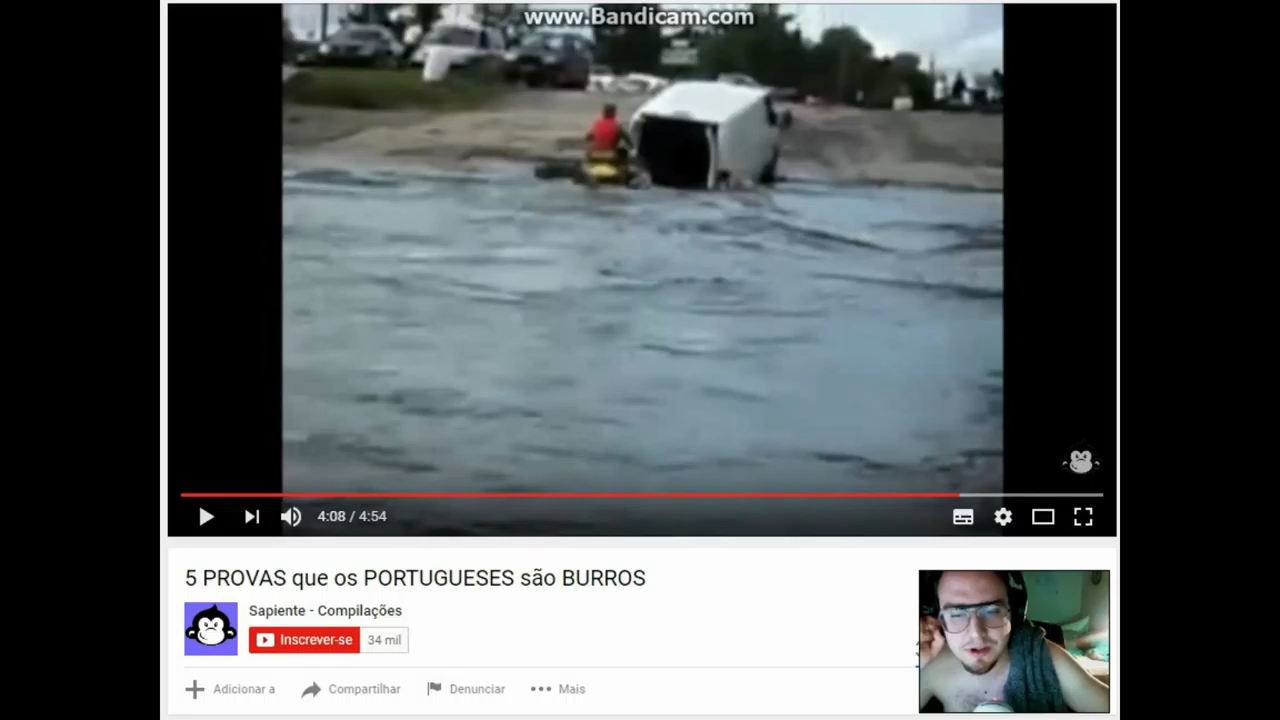 www.Bandicam.com
4:08 / 4:54
5 PROVAS que os PORTUGUESES são BURROS
Sapiente - Compilações
Inscrever-se 34 mil
Adicionar a Compartilhar Denunciar Mais